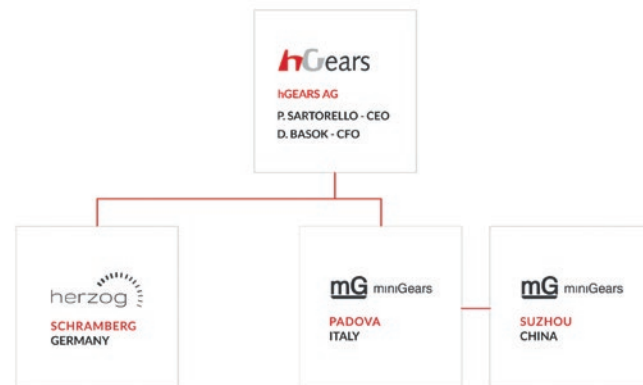 hGears
hGEARS AG
P. SARTORELLO - CEO
D. BASOK - CFO
herzog
SCHRAMBERG
GERMANY
mG miniGears
PADOVA
ITALY
mG miniGears
SUZHOU
CHINA